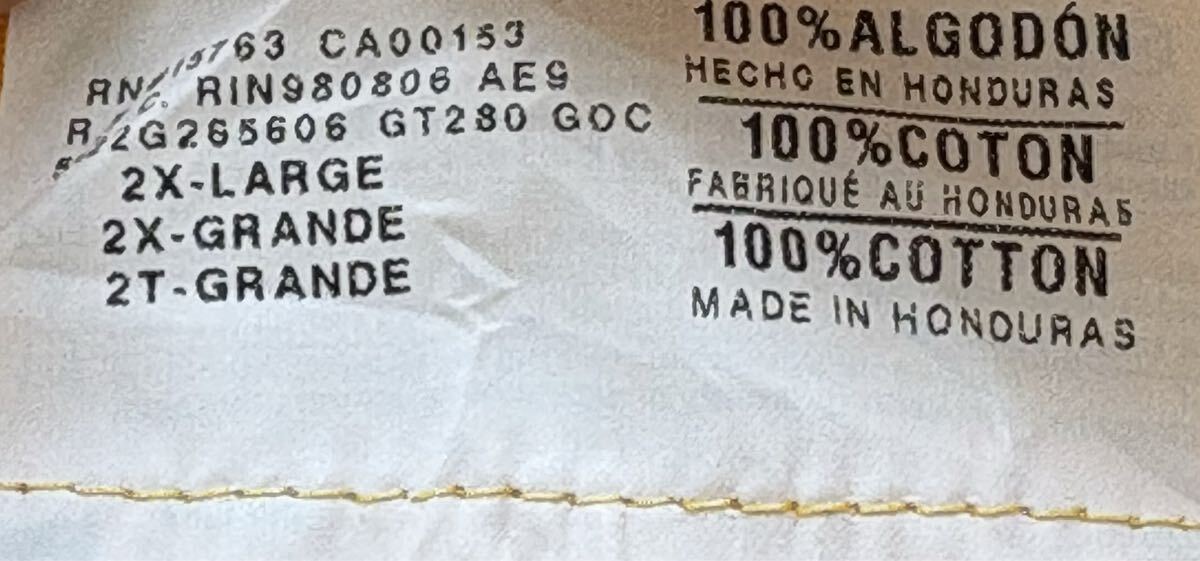 763 CA00153
RIN980806 AE9
2G265606 GT280 GOC
2X-LARGE
2X-GRANDE
2T-GRANDE
100%ALGODÓN
HECHO EN HONDURAS
100%COTON
FABRIQUÉ AU HONDURAS
100%COTTON
MADE IN HONDURAS